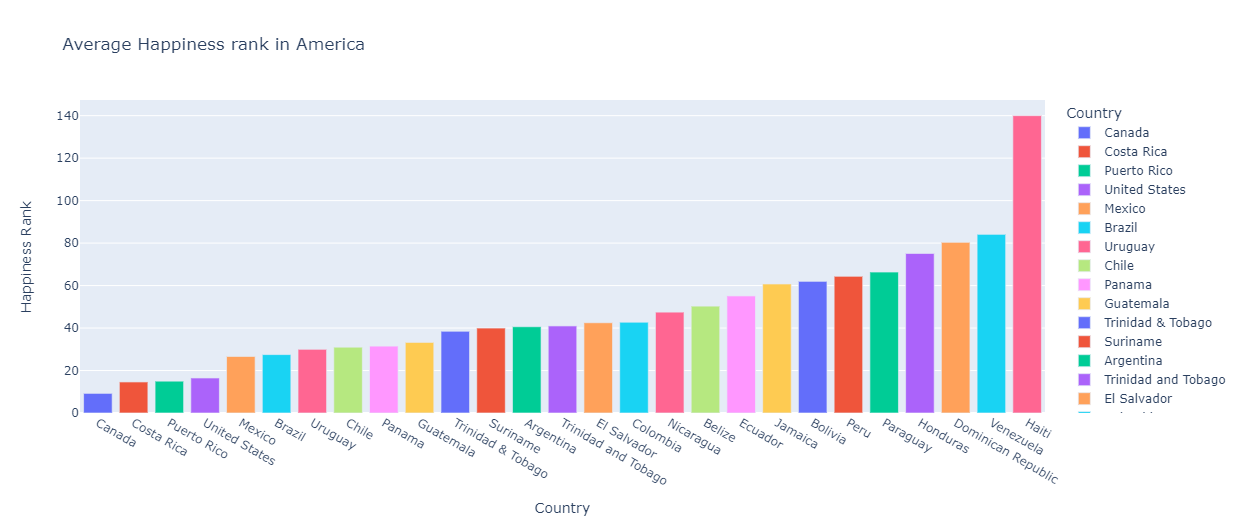 Average Happiness rank in America
Happiness Rank
140
120
100
80
60
40
20
0
Canada
Costa Rica
Puerto Rico
United States
Mexico
Brazil
Uruguay
Chile
Panama
Guatemala
Trinidad & Tobago
Suriname
Argentina
Trinidad and Tobago
El Salvador
Colombia
Nicaragua
Belize
Ecuador
Jamaica
Bolivia
Peru
Paraguay
Honduras
Dominican Republic
Venezuela
Haiti
Country
Country
Canada
Costa Rica
Puerto Rico
United States
Mexico
Brazil
Uruguay
Chile
Panama
Guatemala
Trinidad & Tobago
Suriname
Argentina
Trinidad and Tobago
El Salvador